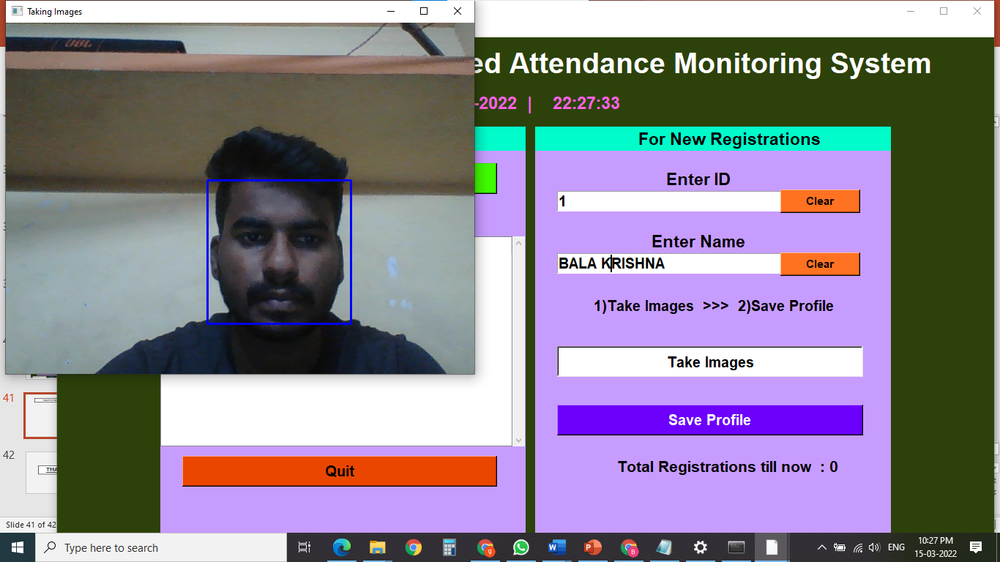 Taking Images
JBL
ed Attendance Monitoring System
-2022 | 22:27:33
For New Registrations
Enter ID
1
Clear
Enter Name
BALA KRISHNA
Clear
1)Take Images >>> 2)Save Profile
Take Images
Save Profile
Total Registrations till now : 0
Quit
41
42
THA
Slide 41 of 42
Type here to search
ENG
10:27 PM
15-03-2022